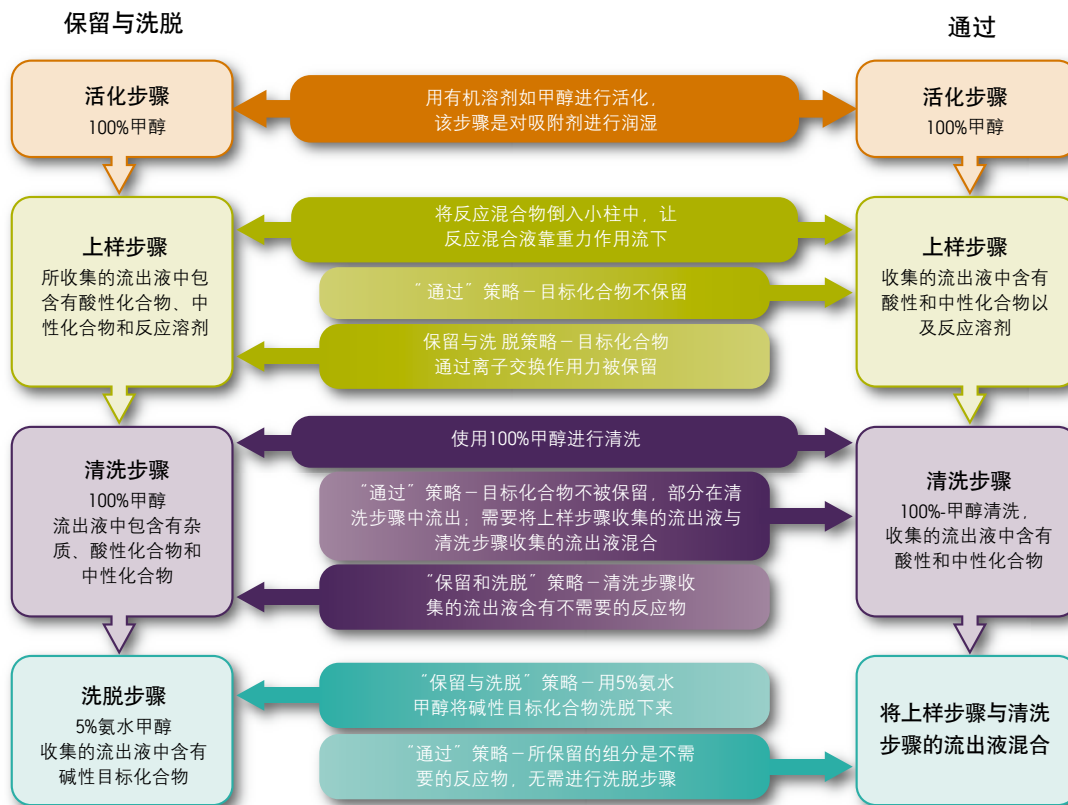 保留与洗脱
通过
活化步骤
100%甲醇
用有机溶剂如甲醇进行活化，
该步骤是对吸附剂进行润湿
活化步骤
100%甲醇
上样步骤
所收集的流出液中包
含有酸性化合物、中
性化合物和反应溶剂
将反应混合物倒入小柱中，让
反应混合液靠重力作用流下
“通过”策略－目标化合物不保留
保留与洗 脱策略－目标化合物
通过离子交换作用力被保留
上样步骤
收集的流出液中含有
酸性和中性化合物以
及反应溶剂
清洗步骤
100%甲醇
流出液中包含有杂
质、酸性化合物和
中性化合物
使用100%甲醇进行清洗
“通过”策略－目标化合物不被保留，部分在清
洗步骤中流出；需要将上样步骤收集的流出液与
清洗步骤收集的流出液混合
“保留和洗脱”策略－清洗步骤收
集的流出液含有不需要的反应物
清洗步骤
100%-甲醇清洗，
收集的流出液中含有
酸性和中性化合物
洗脱步骤
5%氨水甲醇
收集的流出液中含有
碱性目标化合物
“保留与洗脱”策略－用5%氨水
甲醇将碱性目标化合物洗脱下来
“通过”策略－所保留的组分是不需
要的反应物，无需进行洗脱步骤
将上样步骤与清洗
步骤的流出液混合